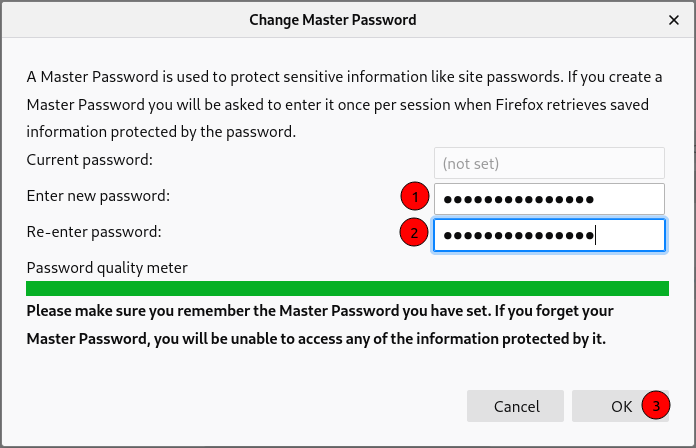 Change Master Password ×
A Master Password is used to protect sensitive information like site passwords. If you create a
Master Password you will be asked to enter it once per session when Firefox retrieves saved
information protected by the password.
Current password: (not set)
Enter new password: 1 ●●●●●●●●●●●●●●●
Re-enter password: 2 ●●●●●●●●●●●●●●●
Password quality meter
Please make sure you remember the Master Password you have set. If you forget your
Master Password, you will be unable to access any of the information protected by it.
Cancel OK 3